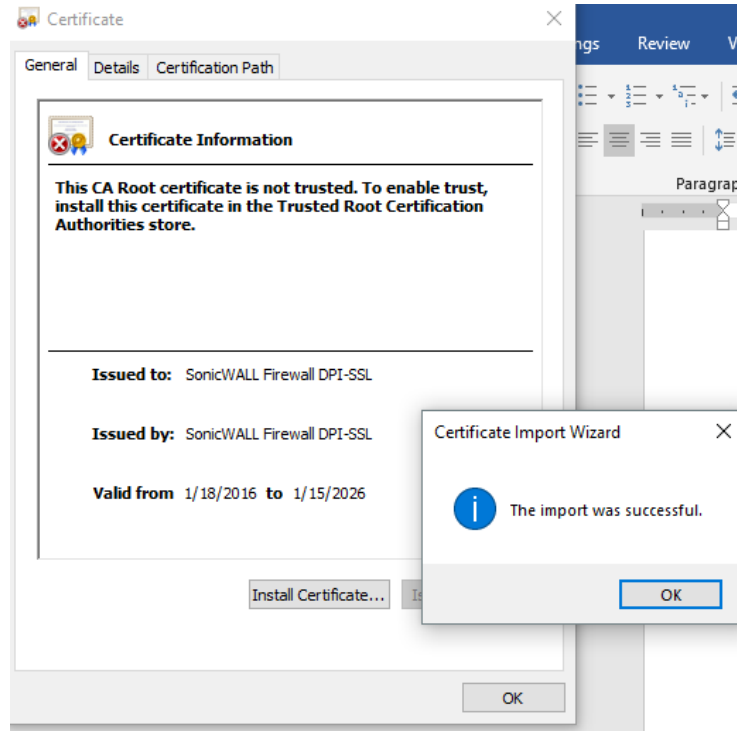 Certificate
General Details Certification Path
Certificate Information
This CA Root certificate is not trusted. To enable trust,
install this certificate in the Trusted Root Certification
Authorities store.
Issued to: SonicWALL Firewall DPI-SSL
Issued by: SonicWALL Firewall DPI-SSL
Valid from 1/18/2016 to 1/15/2026
Install Certificate...
OK
Review
Certificate Import Wizard
The import was successful.
OK